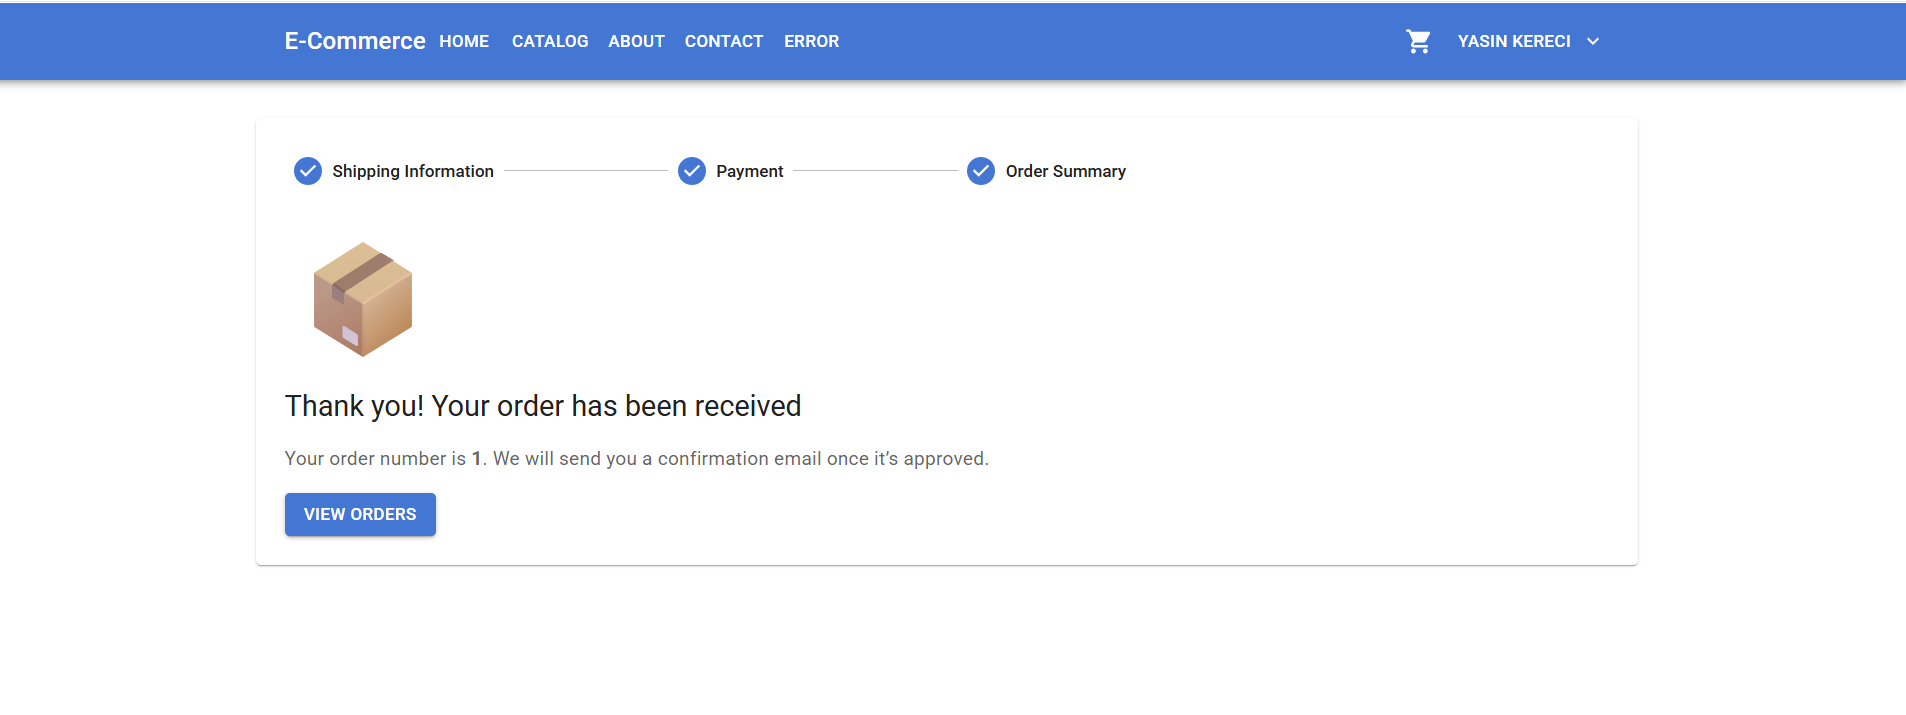 E-Commerce HOME CATALOG ABOUT CONTACT ERROR YASIN KERECI
Shipping Information Payment Order Summary
Thank you! Your order has been received
Your order number is 1. We will send you a confirmation email once it’s approved.
VIEW ORDERS